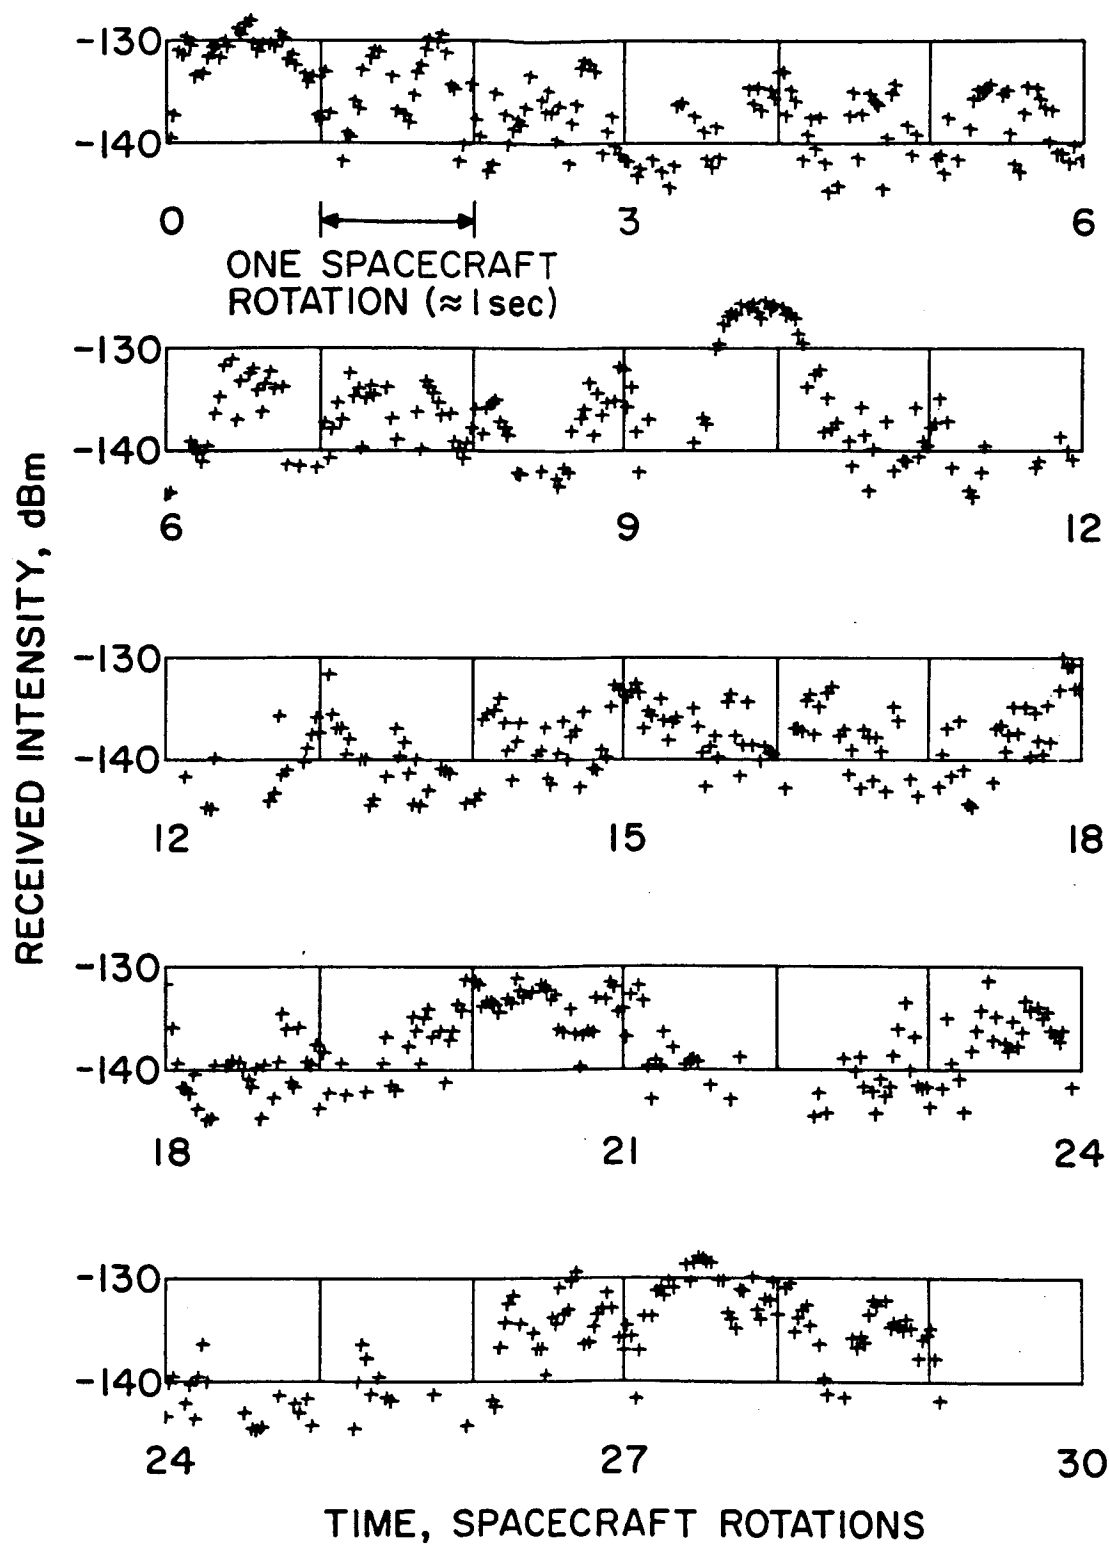 -130
-140
0 3 6
ONE SPACECRAFT
ROTATION (≈ 1 sec)
-130
-140
6 9 12
RECEIVED INTENSITY, dBm
-130
-140
12 15 18
-130
-140
18 21 24
-130
-140
24 27 30
TIME, SPACECRAFT ROTATIONS